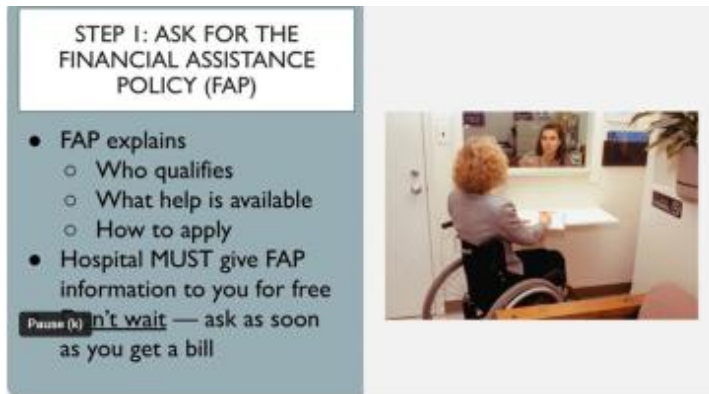 STEP 1: ASK FOR THE
FINANCIAL ASSISTANCE
POLICY (FAP)
● FAP explains
○ Who qualifies
○ What help is available
○ How to apply
● Hospital MUST give FAP
information to you for free
Pause (k)
n't wait — ask as soon
as you get a bill